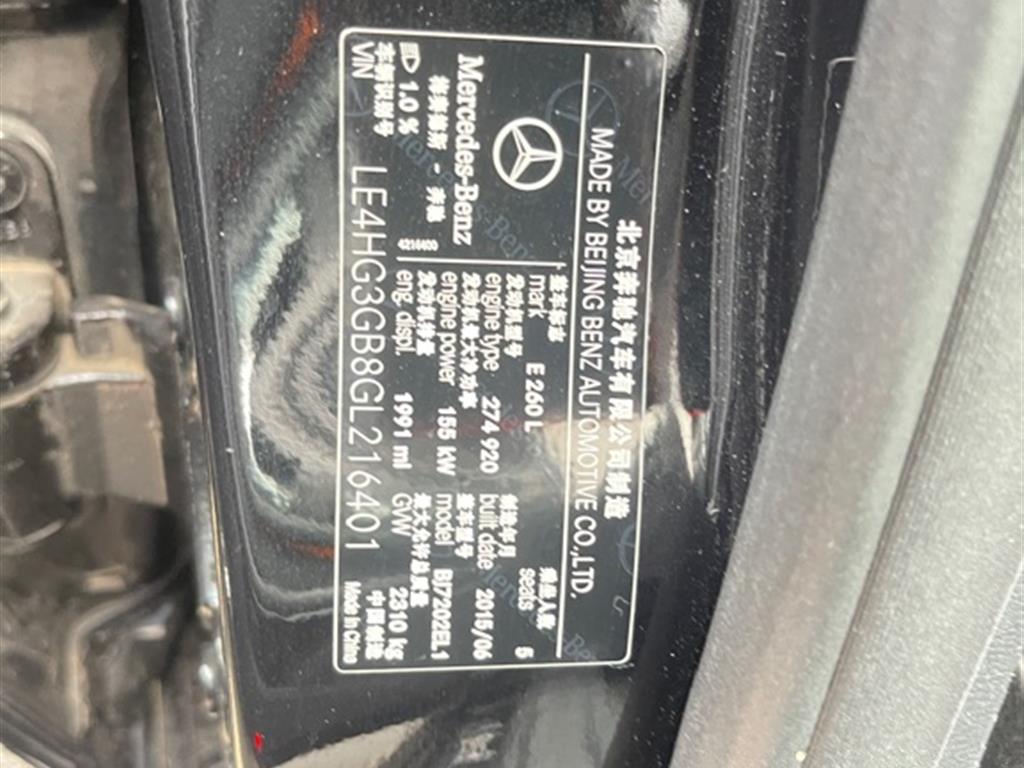 北京奔驰汽车有限公司制造
MADE BY BEIJING BENZ AUTOMOTIVE CO.,LTD.
Mercedes-Benz
梅赛德斯 - 奔驰
整车标志 乘坐人数
mark E 260 L seats 5
发动机型号 制造年月
engine type 274 920 built date 2015/06
发动机最大净功率 整车型号
engine power 155 kW model BJ7202EL1
发动机排量 最大允许总质量
eng. displ. 1991 ml GVW 2310 kg
1.0 % 4214400
车辆识别号 中国制造
VIN LE4HG3GB8GL216401 Made in China